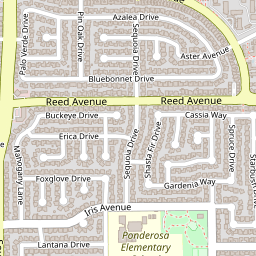 Azalea Drive
Pin Oak Drive
Palo Verde Drive
Sequoia Drive
Aster Avenue
Bluebonnet Drive
Reed Avenue
Reed Avenue
Buckeye Drive
Cassia Way
Erica Drive
Sequoia Drive
Shasta Fir Drive
Spruce Drive
Mahogany Lane
Foxglove Drive
Gardenia Way
Iris Avenue
Ponderosa
Elementary
Lantana Drive